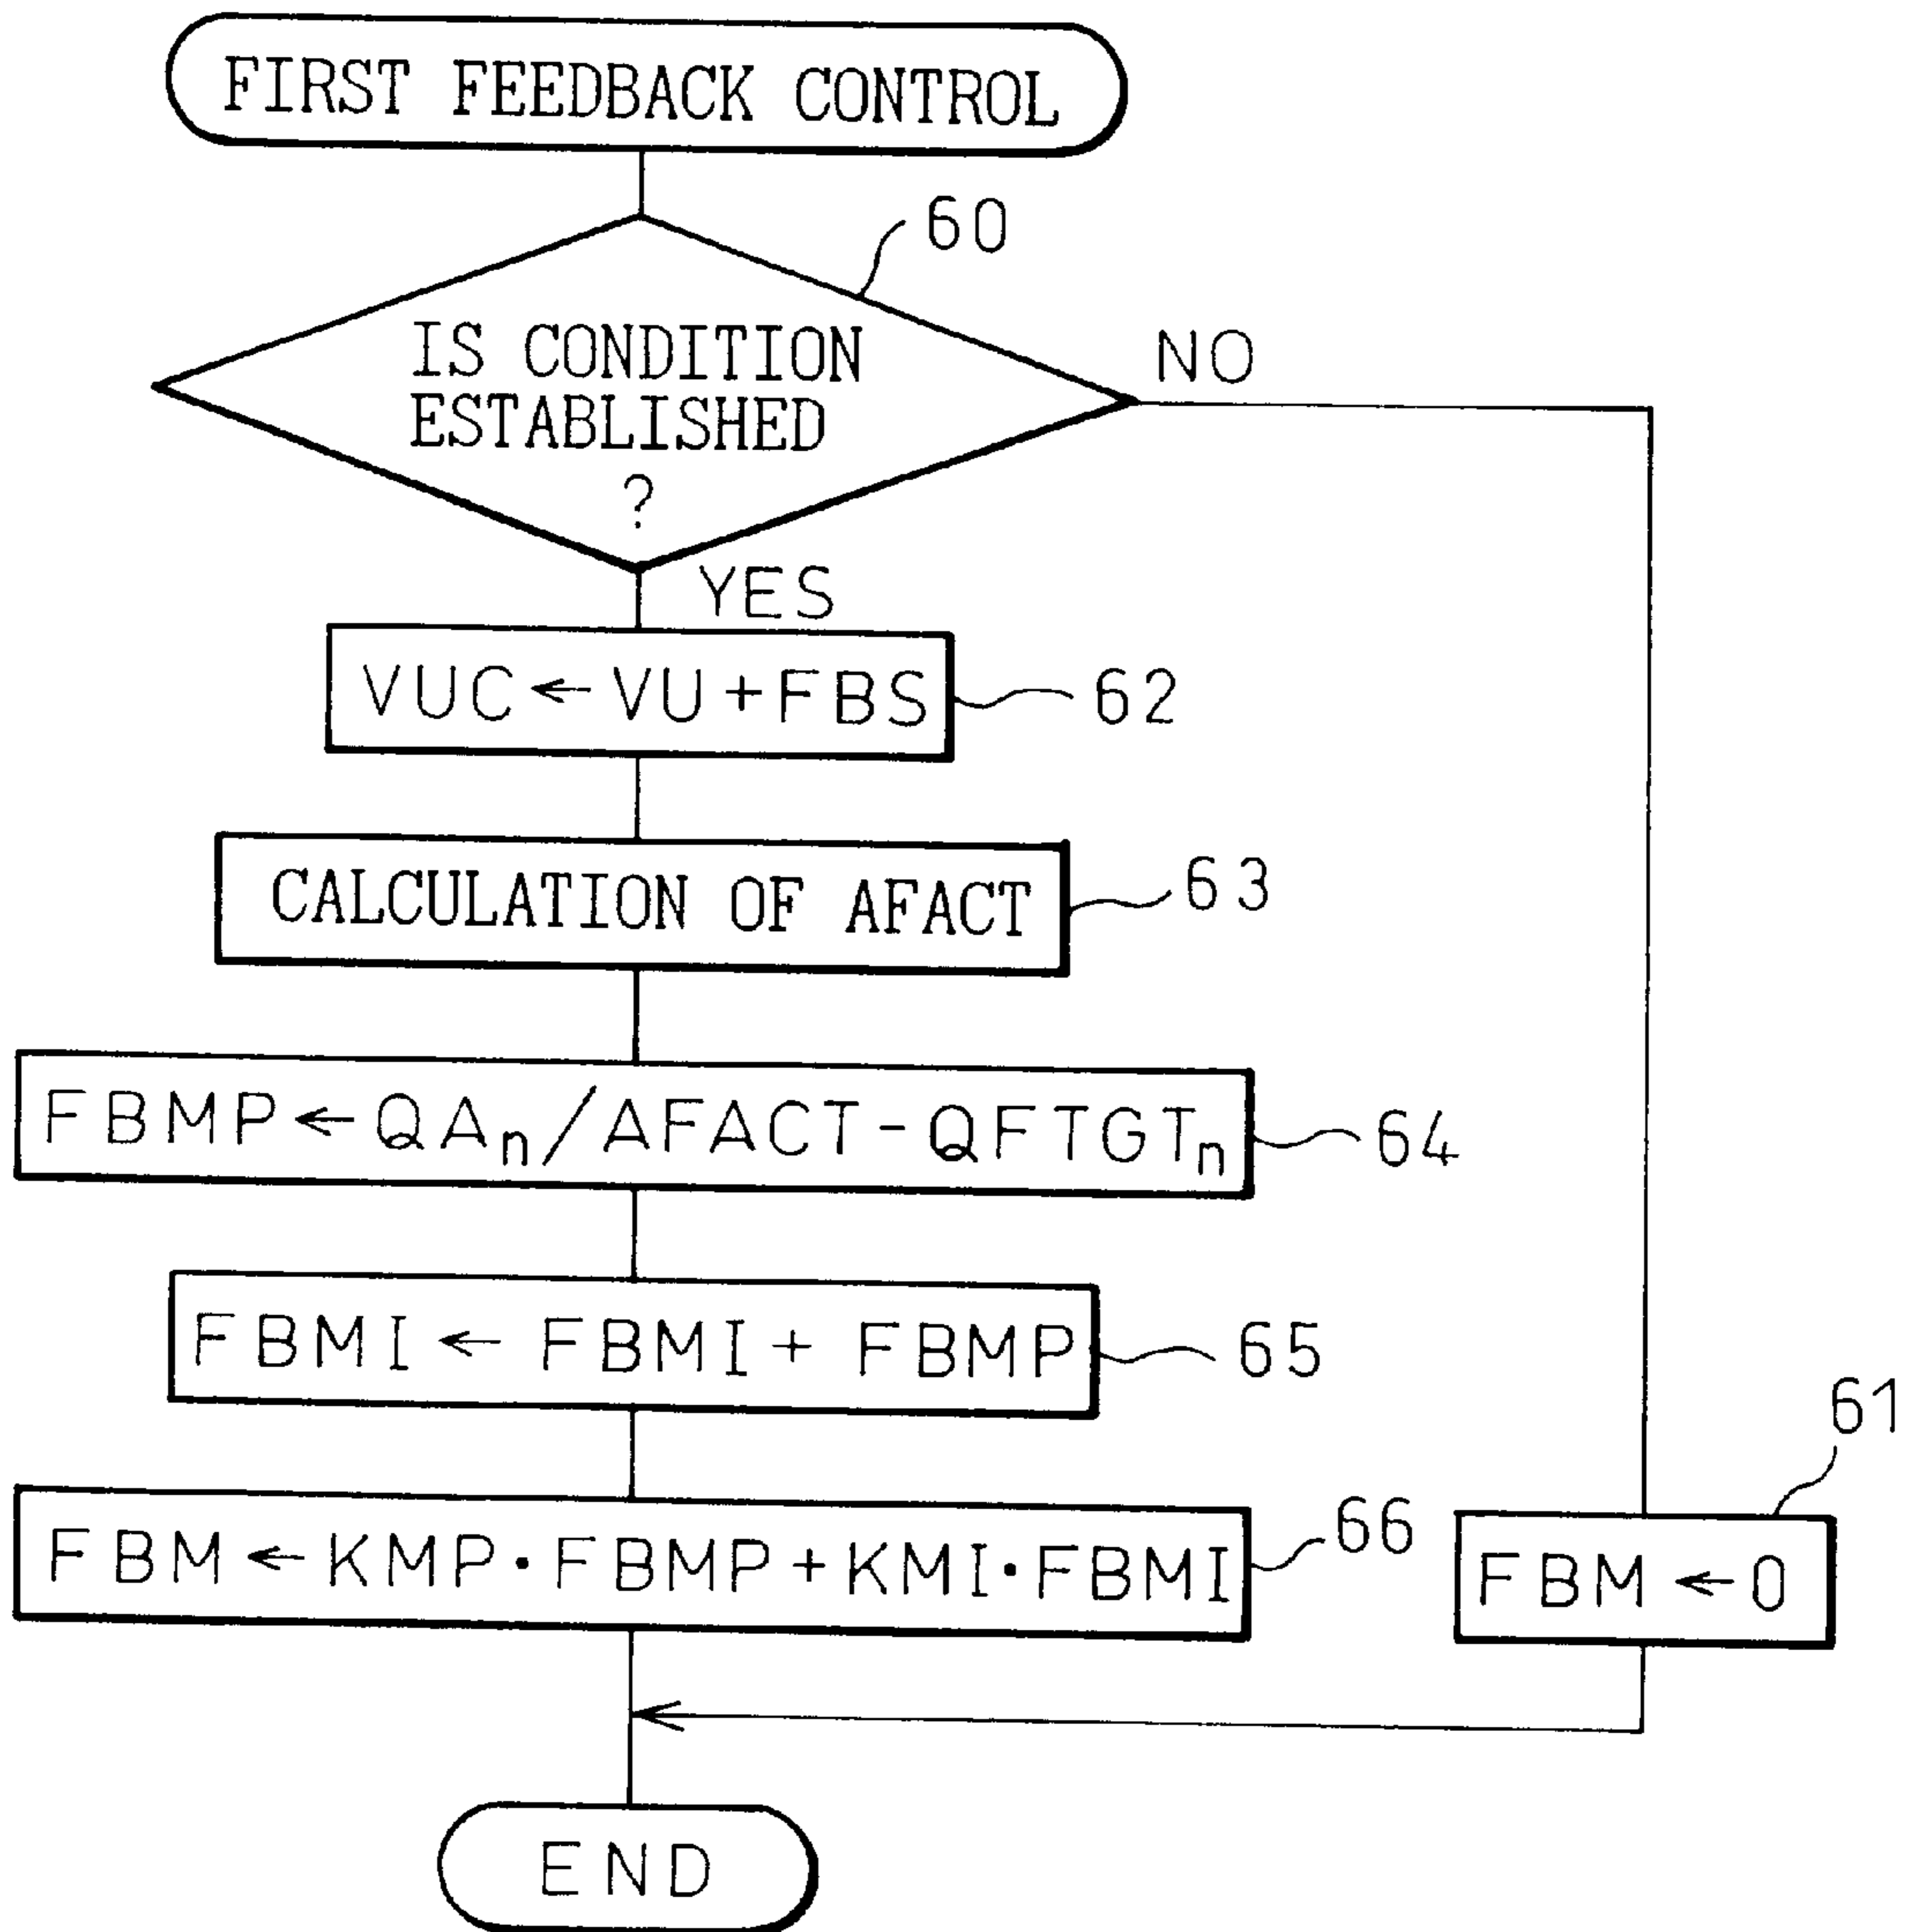 FIRST FEEDBACK CONTROL
60
IS CONDITION
ESTABLISHED
?
NO
YES
VUC ← VU + FBS
62
CALCULATION OF AFACT
63
FBMP ← QAn / AFACT - QFTGTn
64
FBMI ← FBMI + FBMP
65
61
FBM ← KMP · FBMP + KMI · FBMI
66
FBM ← 0
END